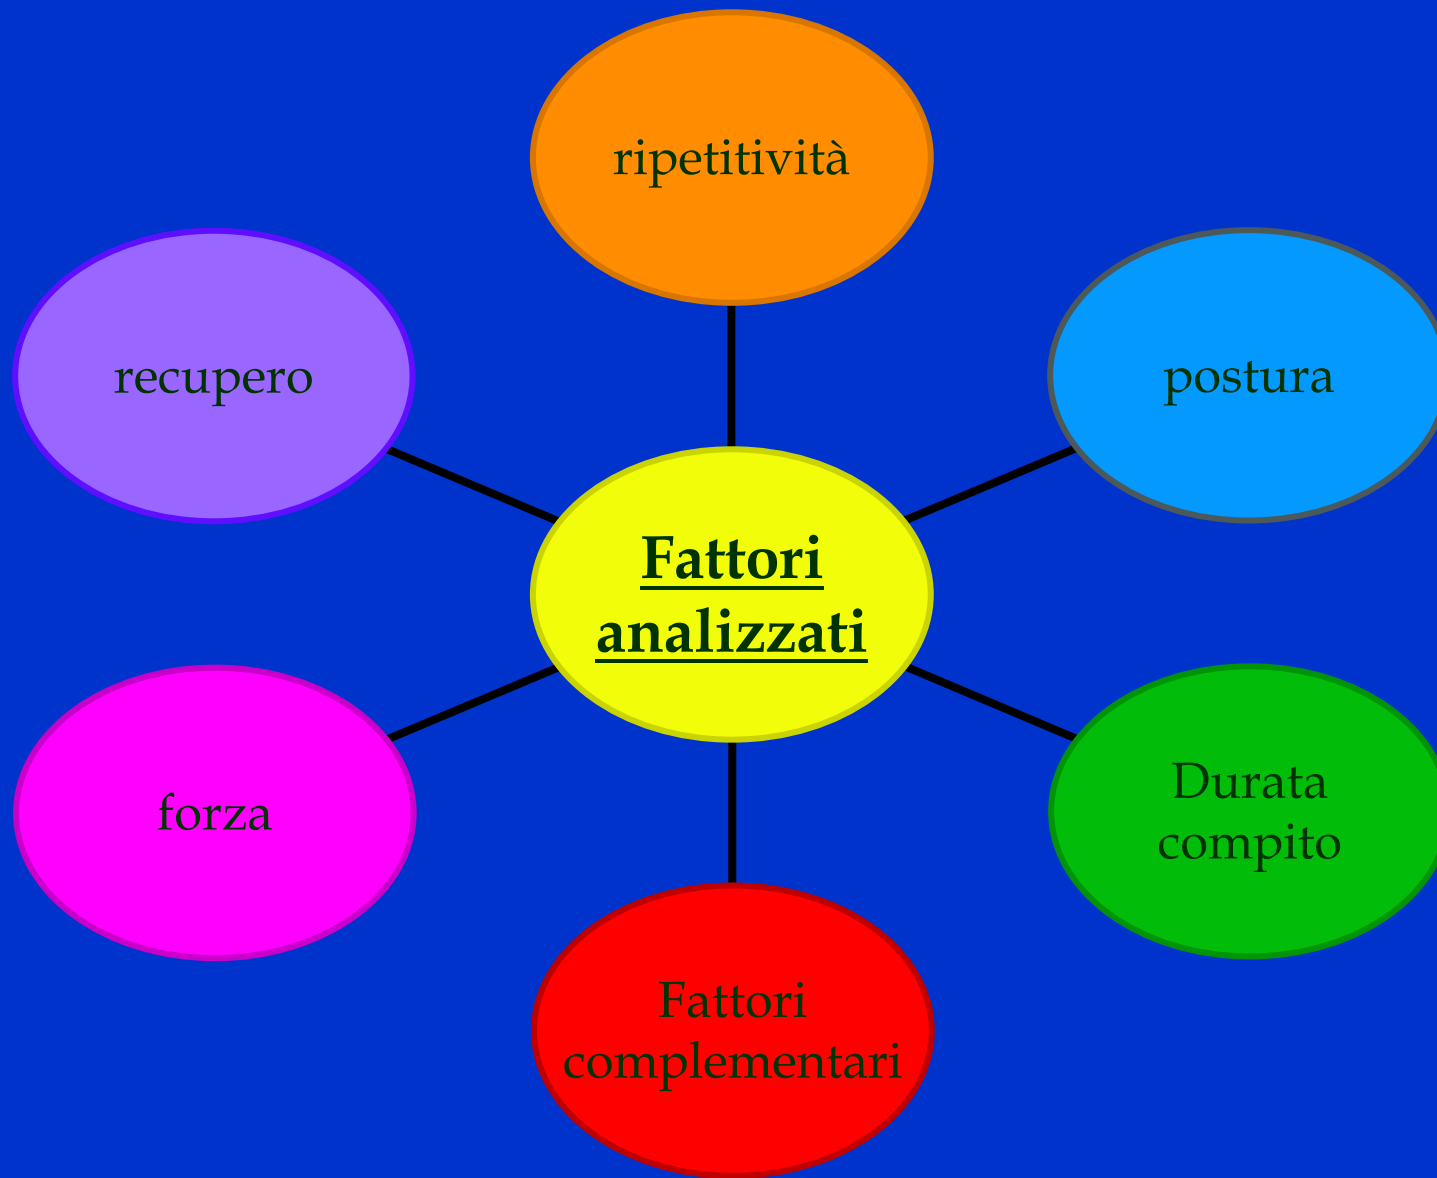 ripetitività
recupero
postura
Fattori
analizzati
forza
Durata
compito
Fattori
complementari